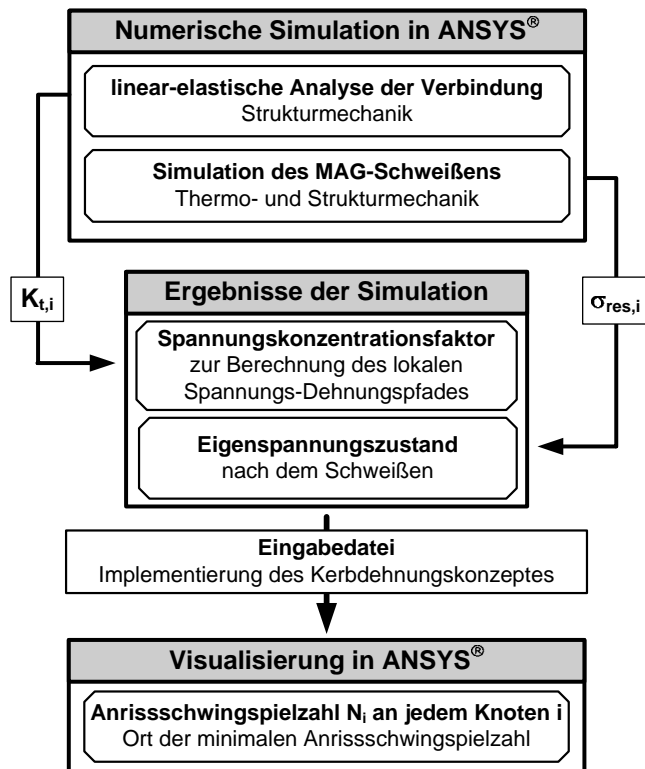 Numerische Simulation in ANSYS®
linear-elastische Analyse der Verbindung
Strukturmechanik
Simulation des MAG-Schweißens
Thermo- und Strukturmechanik
Kt,i
σres,i
Ergebnisse der Simulation
Spannungskonzentrationsfaktor
zur Berechnung des lokalen
Spannungs-Dehnungspfades
Eigenspannungszustand
nach dem Schweißen
Eingabedatei
Implementierung des Kerbdehnungskonzeptes
Visualisierung in ANSYS®
Anrissschwingspielzahl Ni an jedem Knoten i
Ort der minimalen Anrissschwingspielzahl